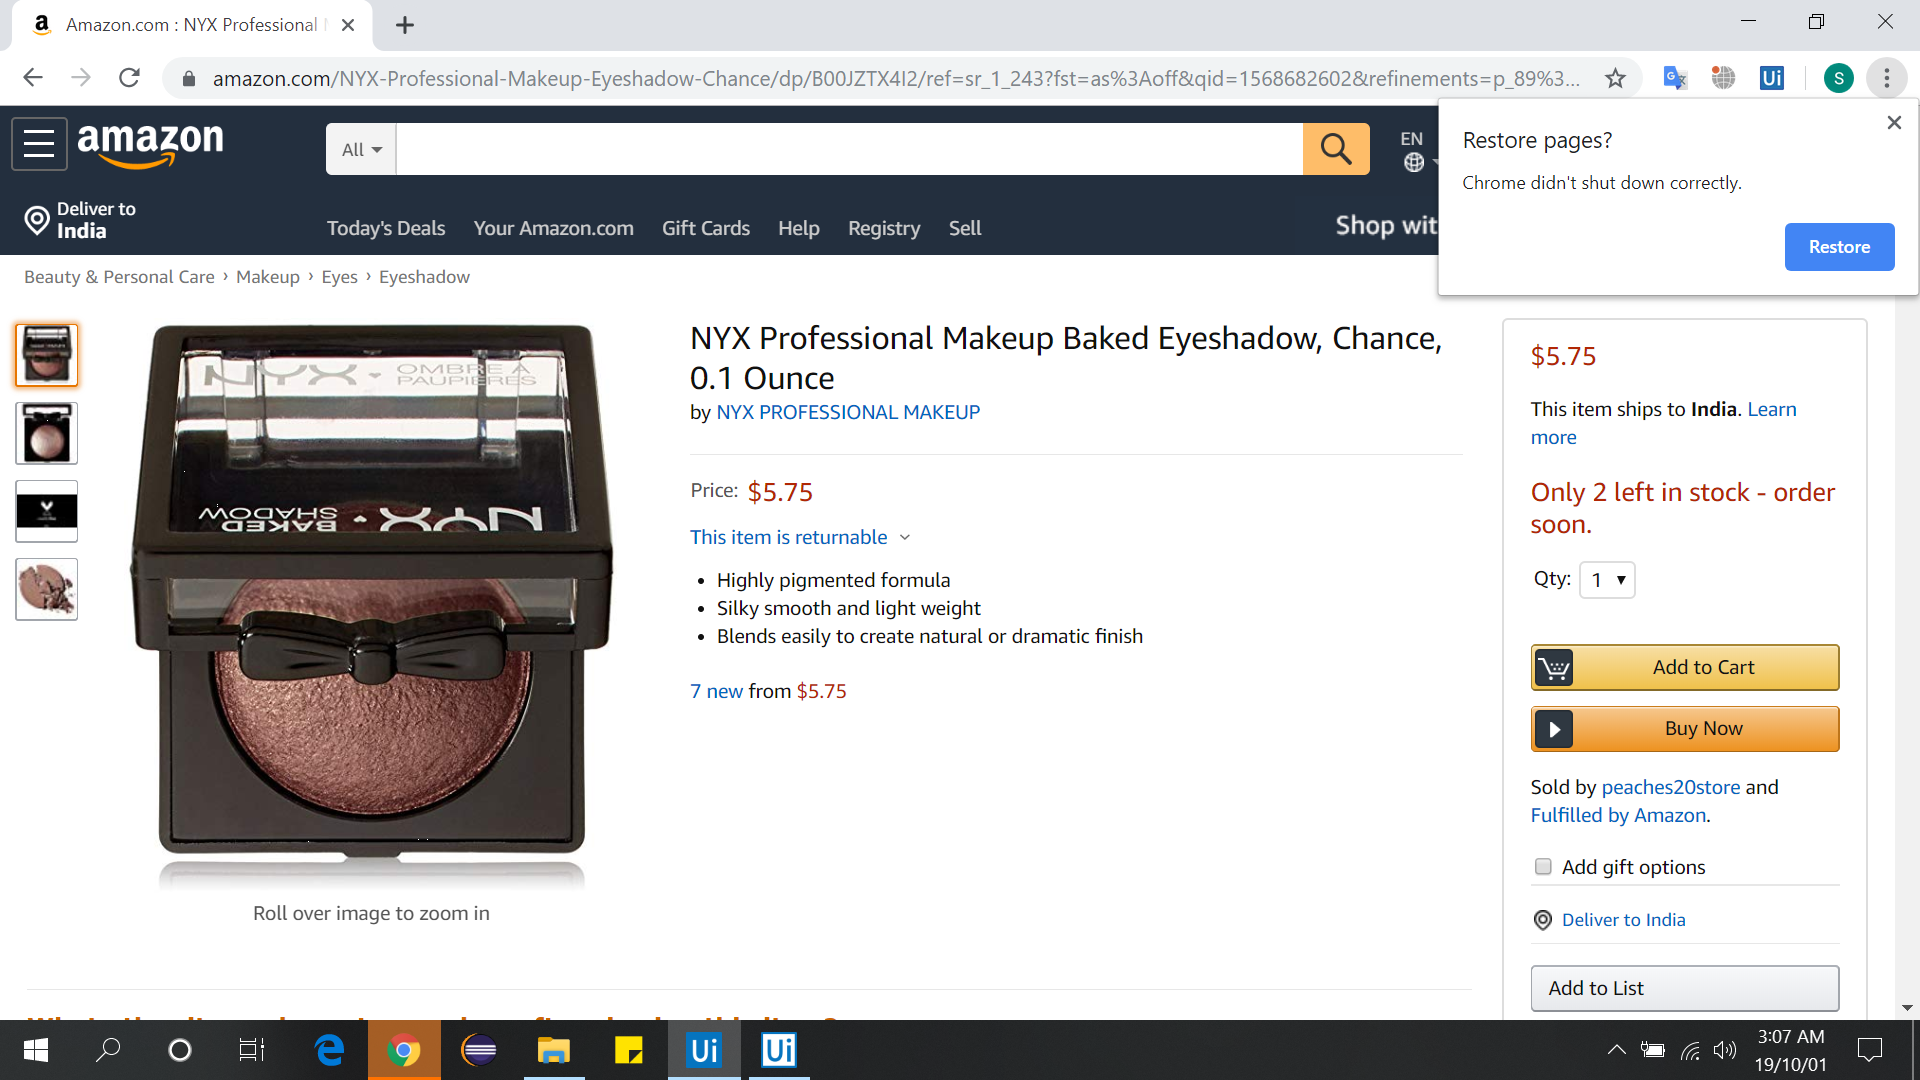 Amazon.com : NYX Professional
amazon.com/NYX-Professional-Makeup-Eyeshadow-Chance/dp/B00JZTX4I2/ref=sr_1_243?fst=as%3Aoff&qid=1568682602&refinements=p_89%3...
Ui
S
Restore pages?
Chrome didn't shut down correctly.
Restore
amazon
All
EN
Deliver to
India
Today's Deals
Your Amazon.com
Gift Cards
Help
Registry
Sell
Shop wit
Beauty & Personal Care › Makeup › Eyes › Eyeshadow
NYX OMBRE À
PAUPIÈRES
NYX BAKED
SHADOW
Roll over image to zoom in
NYX Professional Makeup Baked Eyeshadow, Chance,
0.1 Ounce
by NYX PROFESSIONAL MAKEUP
Price: $5.75
This item is returnable
• Highly pigmented formula
• Silky smooth and light weight
• Blends easily to create natural or dramatic finish
7 new from $5.75
$5.75
This item ships to India. Learn
more
Only 2 left in stock - order
soon.
Qty: 1
Add to Cart
Buy Now
Sold by peaches20store and
Fulfilled by Amazon.
Add gift options
Deliver to India
Add to List
Ui
Ui
3:07 AM
19/10/01